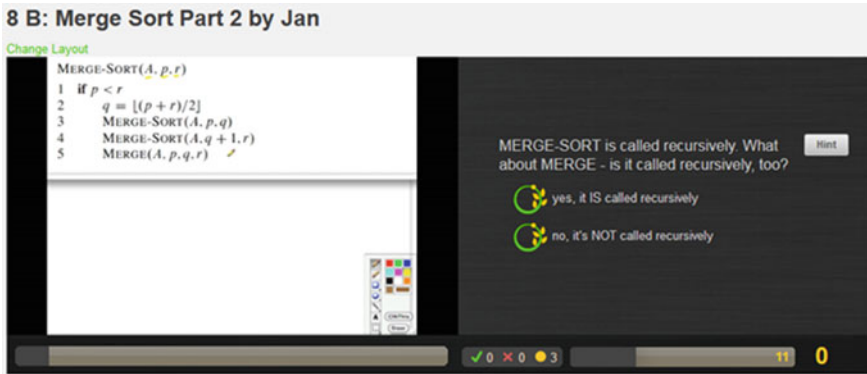 8 B: Merge Sort Part 2 by Jan
Change Layout
MERGE-SORT(A, p, r)
1 if p < r
2 q = ⌊(p + r)/2⌋
3 MERGE-SORT(A, p, q)
4 MERGE-SORT(A, q + 1, r)
5 MERGE(A, p, q, r)
MERGE-SORT is called recursively. What
about MERGE - is it called recursively, too?
Hint
yes, it IS called recursively
no, it's NOT called recursively
A
Erase
0 0 3
11
0